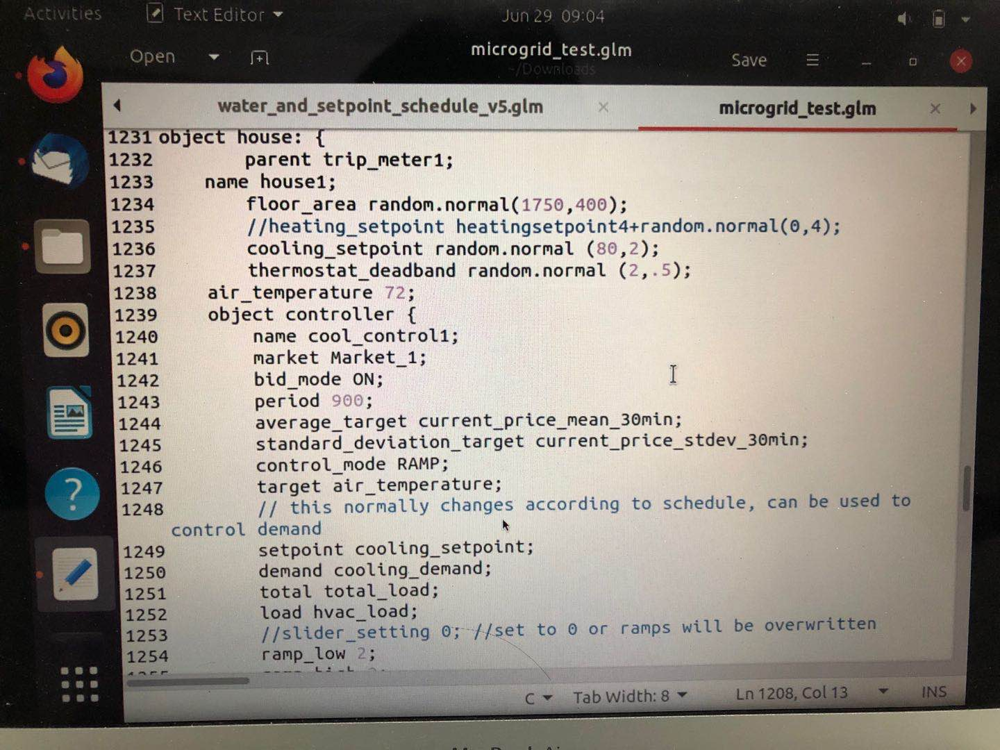 Activities
Text Editor
Jun 29 09:04
Open
microgrid_test.glm
~/Downloads
Save
water_and_setpoint_schedule_v5.glm
microgrid_test.glm
1231 object house: {
1232 parent trip_meter1;
1233 name house1;
1234 floor_area random.normal(1750,400);
1235 //heating_setpoint heatingsetpoint4+random.normal(0,4);
1236 cooling_setpoint random.normal (80,2);
1237 thermostat_deadband random.normal (2,.5);
1238 air_temperature 72;
1239 object controller {
1240 name cool_control1;
1241 market Market_1;
1242 bid_mode ON;
1243 period 900;
1244 average_target current_price_mean_30min;
1245 standard_deviation_target current_price_stdev_30min;
1246 control_mode RAMP;
1247 target air_temperature;
1248 // this normally changes according to schedule, can be used to
control demand
1249 setpoint cooling_setpoint;
1250 demand cooling_demand;
1251 total total_load;
1252 load hvac_load;
1253 //slider_setting 0; //set to 0 or ramps will be overwritten
1254 ramp_low 2;
C
Tab Width: 8
Ln 1208, Col 13
INS